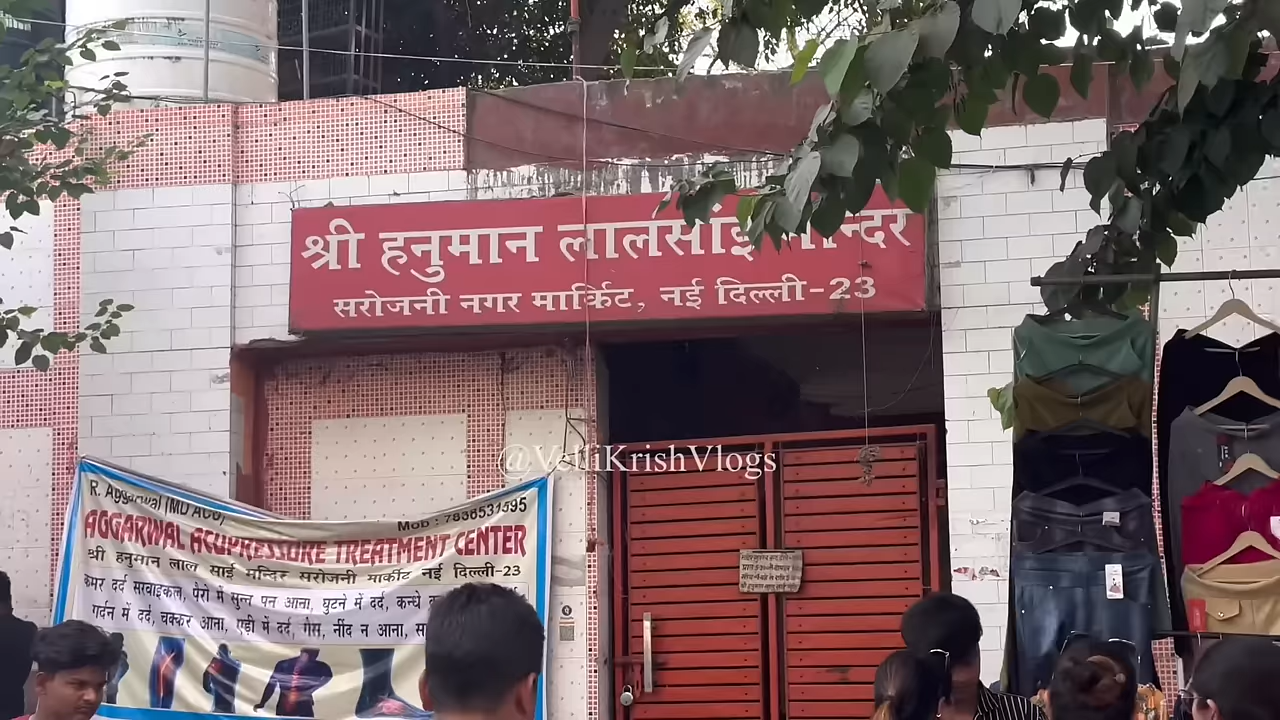 श्री हनुमान लालसांई मन्दिर
सरोजनी नगर मार्किट, नई दिल्ली-23
@VelliKrishVlogs
R. Aggarwal (MD ACU)
Mob : 7838531595
AGGARWAL ACUPRESSURE TREATMENT CENTER
श्री हनुमान लाल साई मन्दिर सरोजनी मार्कीट नई दिल्ली-23
कमर दर्द सरवाइकल, पैरो में सुन्न पन आना, घुटने में दर्द, कन्धे
गर्दन में दर्द, चक्कर आना, एड़ी में दर्द, गैस, नींद न आना,